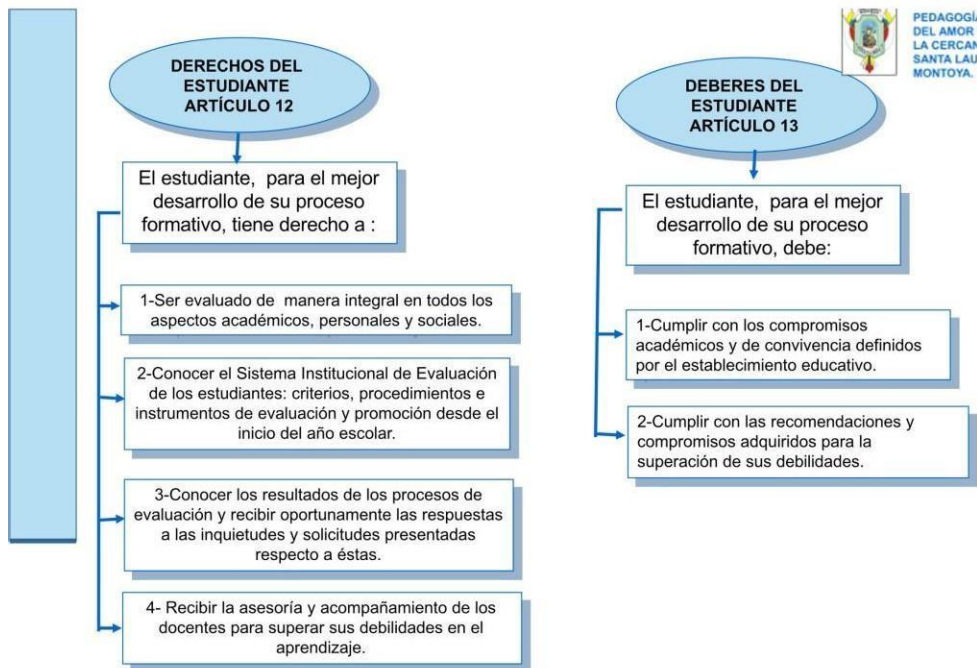 PEDAGOGÍA
DEL AMOR
LA CERCAN
SANTA LAU
MONTOYA.
DERECHOS DEL
ESTUDIANTE
ARTÍCULO 12
El estudiante, para el mejor
desarrollo de su proceso
formativo, tiene derecho a :
1-Ser evaluado de manera integral en todos los
aspectos académicos, personales y sociales.
2-Conocer el Sistema Institucional de Evaluación
de los estudiantes: criterios, procedimientos e
instrumentos de evaluación y promoción desde el
inicio del año escolar.
3-Conocer los resultados de los procesos de
evaluación y recibir oportunamente las respuestas
a las inquietudes y solicitudes presentadas
respecto a éstas.
4- Recibir la asesoría y acompañamiento de los
docentes para superar sus debilidades en el
aprendizaje.
DEBERES DEL
ESTUDIANTE
ARTÍCULO 13
El estudiante, para el mejor
desarrollo de su proceso
formativo, debe:
1-Cumplir con los compromisos
académicos y de convivencia definidos
por el establecimiento educativo.
2-Cumplir con las recomendaciones y
compromisos adquiridos para la
superación de sus debilidades.